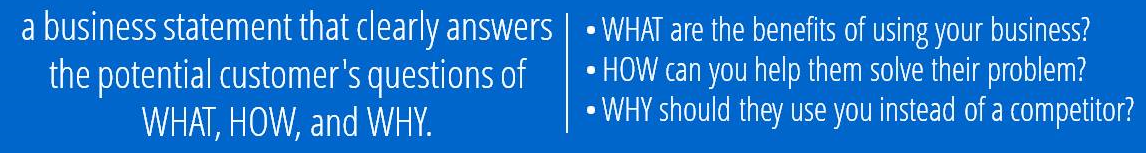 a business statement that clearly answers
the potential customer's questions of
WHAT, HOW, and WHY.
• WHAT are the benefits of using your business?
• HOW can you help them solve their problem?
• WHY should they use you instead of a competitor?